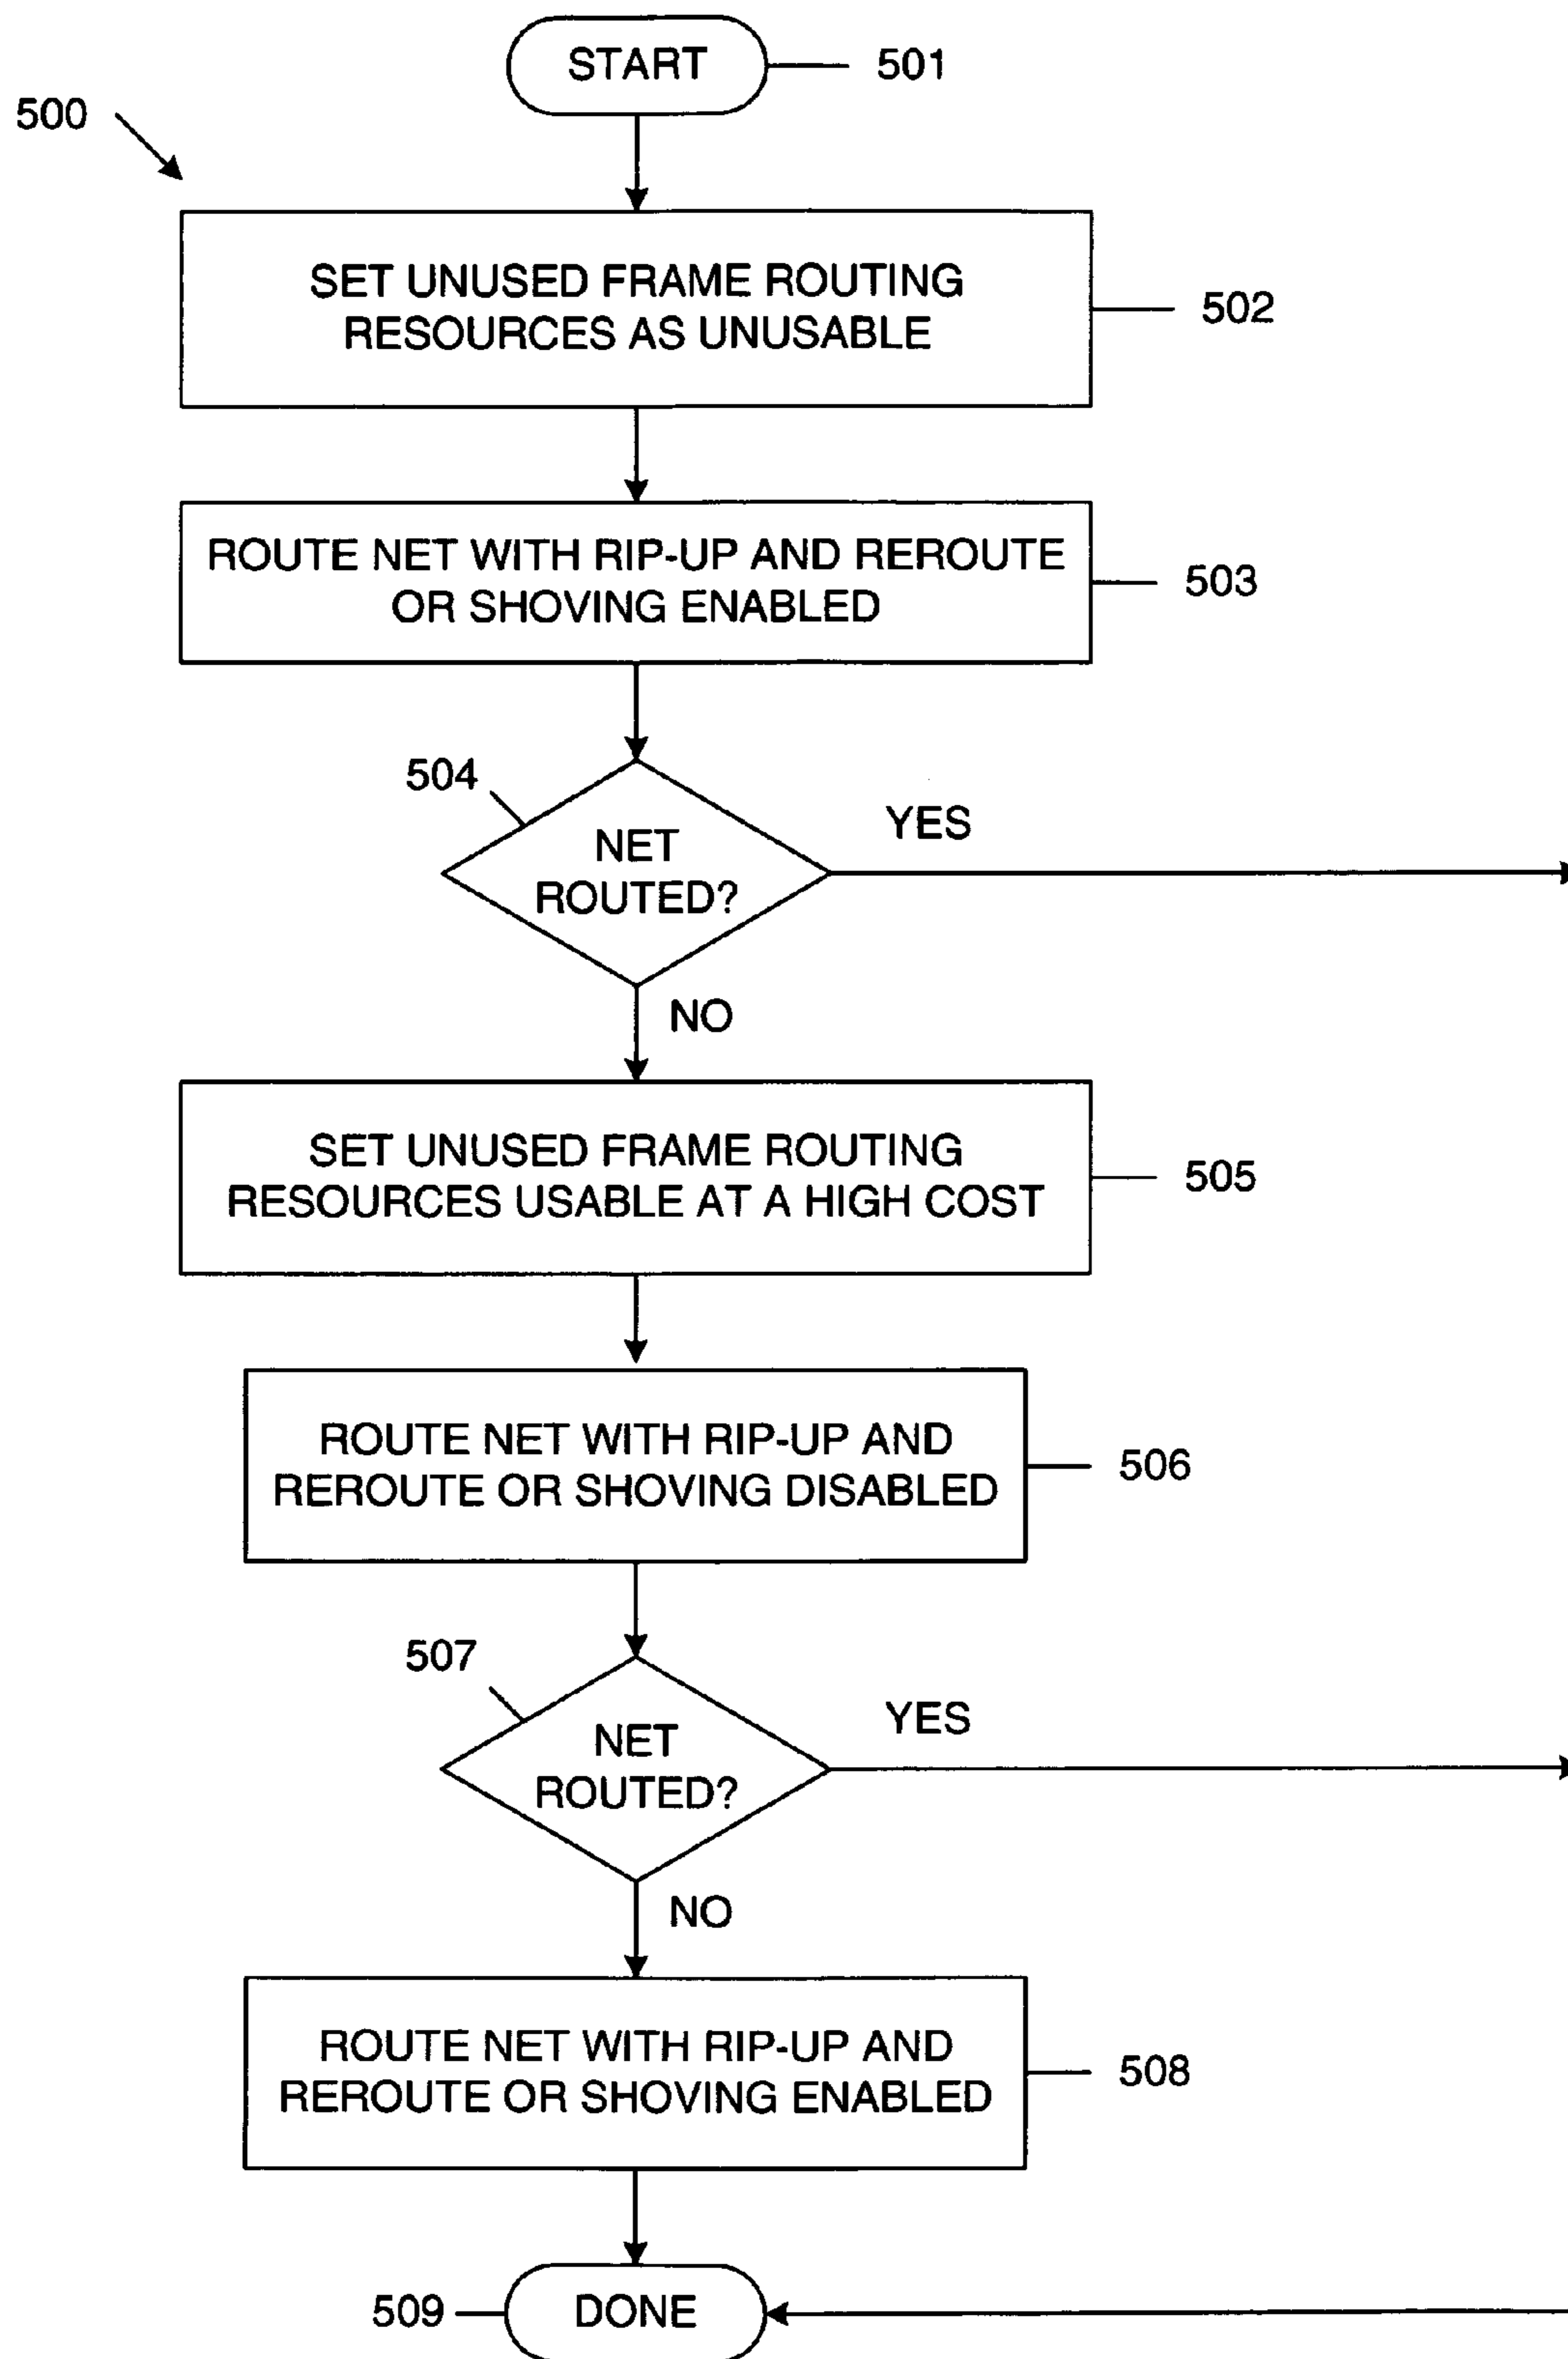 START
501
500
SET UNUSED FRAME ROUTING
RESOURCES AS UNUSABLE
502
ROUTE NET WITH RIP-UP AND REROUTE
OR SHOVING ENABLED
503
504
NET
ROUTED?
YES
NO
SET UNUSED FRAME ROUTING
RESOURCES USABLE AT A HIGH COST
505
ROUTE NET WITH RIP-UP AND
REROUTE OR SHOVING DISABLED
506
507
NET
ROUTED?
YES
NO
ROUTE NET WITH RIP-UP AND
REROUTE OR SHOVING ENABLED
508
509
DONE